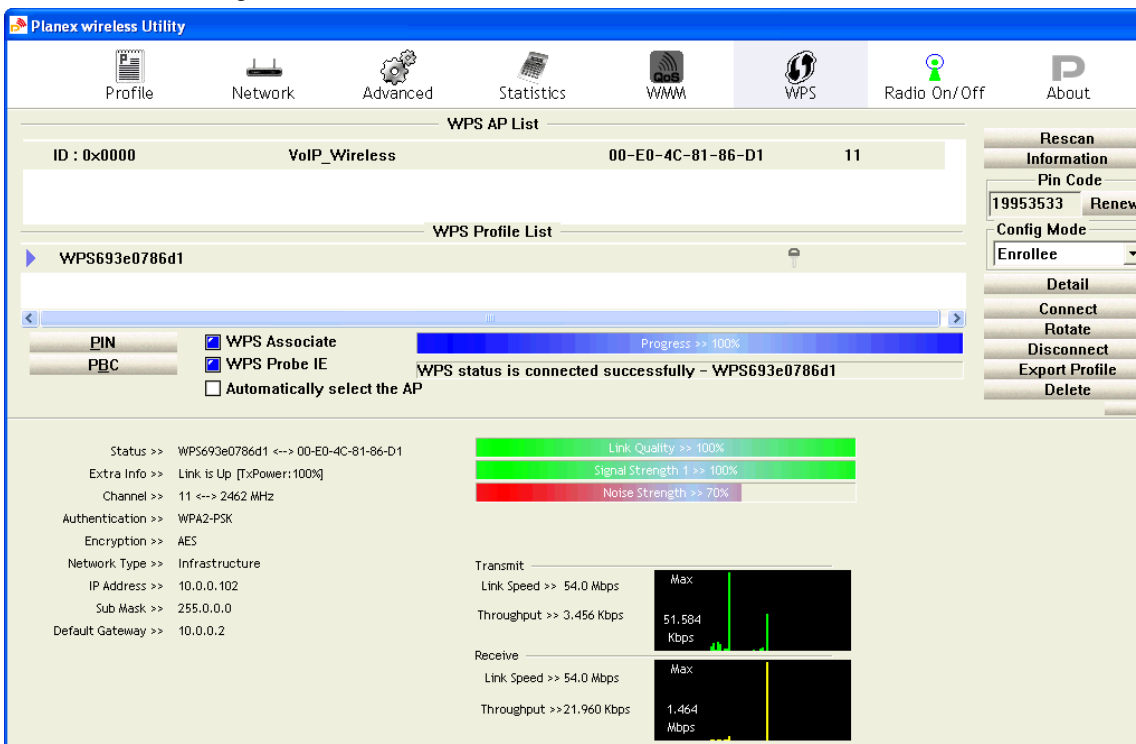 Planex wireless Utility
Profile Network Advanced Statistics WMM WPS Radio On/Off About
QoS
WPS AP List
ID : 0x0000 VoIP_Wireless 00-E0-4C-81-86-D1 11
Rescan
Information
Pin Code
19953533 Renew
WPS Profile List
Config Mode
WPS693e0786d1
Enrollee
Detail
PIN
PBC
WPS Associate
WPS Probe IE
Automatically select the AP
Progress >> 100%
WPS status is connected successfully - WPS693e0786d1
Connect
Rotate
Disconnect
Export Profile
Delete
Status >> WPS693e0786d1 <--> 00-E0-4C-81-86-D1
Extra Info >> Link is Up [TxPower:100%]
Channel >> 11 <--> 2462 MHz
Authentication >> WPA2-PSK
Encryption >> AES
Network Type >> Infrastructure
IP Address >> 10.0.0.102
Sub Mask >> 255.0.0.0
Default Gateway >> 10.0.0.2
Link Quality >> 100%
Signal Strength 1 >> 100%
Noise Strength >> 70%
Transmit
Link Speed >> 54.0 Mbps
Throughput >> 3.456 Kbps
Max
51.584
Kbps
Receive
Link Speed >> 54.0 Mbps
Throughput >>21.960 Kbps
Max
1.464
Mbps